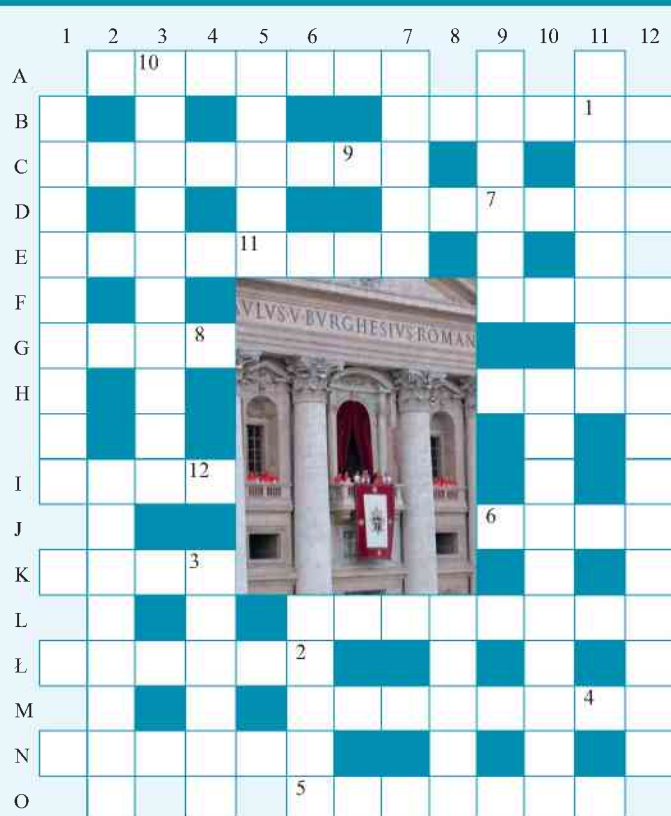 1 2 3 4 5 6 7 8 9 10 11 12
A 10
B 1
C 9
D 7
E 11
F
VLVS·V·BVRGHESIVS·ROMAN
G 8
H
I 12
J 6
K 3
L
Ł 2
M 4
N
O 5